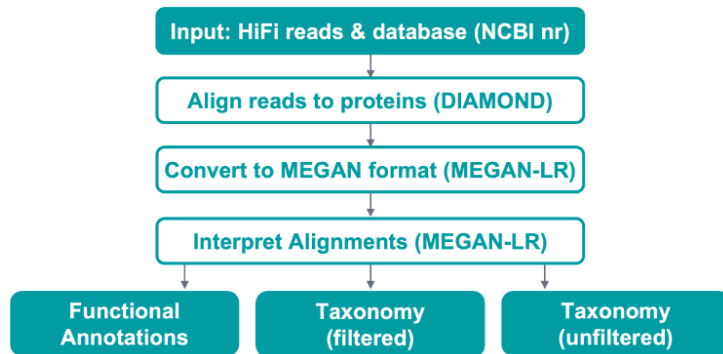 Input: HiFi reads & database (NCBI nr)
Align reads to proteins (DIAMOND)
Convert to MEGAN format (MEGAN-LR)
Interpret Alignments (MEGAN-LR)
Functional
Annotations
Taxonomy
(filtered)
Taxonomy
(unfiltered)